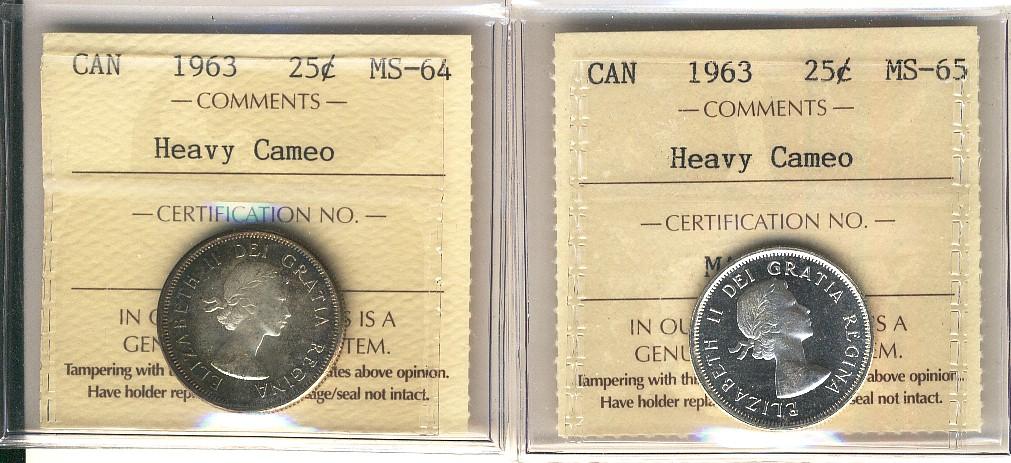 CAN 1963 25¢ MS-64
— COMMENTS —
Heavy Cameo
— CERTIFICATION NO. —
IN S IS A
GEN TEM.
Tampering with ates above opinion.
Have holder rep ge/seal not intact.
ELIZABETH II DEI GRATIA REGINA
CAN 1963 25¢ MS-65
— COMMENTS —
Heavy Cameo
— CERTIFICATION NO. —
IN OU S A
GENU EM.
Tampering with th above opinion.
Have holder repla seal not intact.
ELIZABETH II DEI GRATIA REGINA